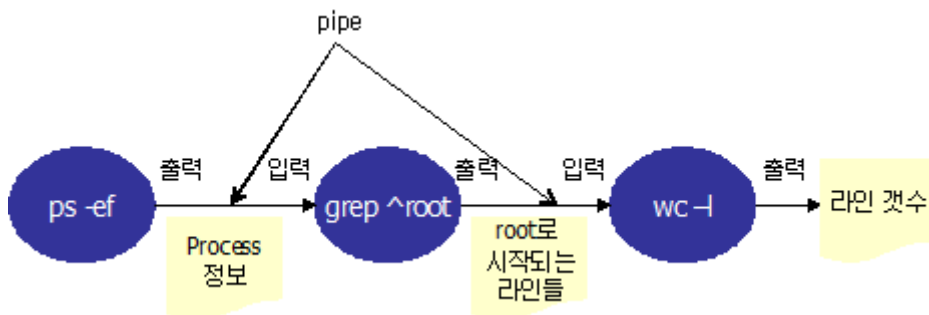 pipe
출력
입력
출력
입력
출력
ps -ef
grep ^root
wc –l
라인 갯수
Process
정보
root로
시작되는
라인들